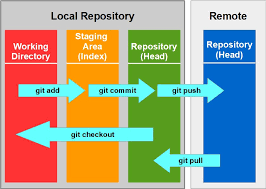 Local Repository
Remote
Working
Directory
Staging
Area
(Index)
Repository
(Head)
Repository
(Head)
git add
git commit
git push
git checkout
git pull